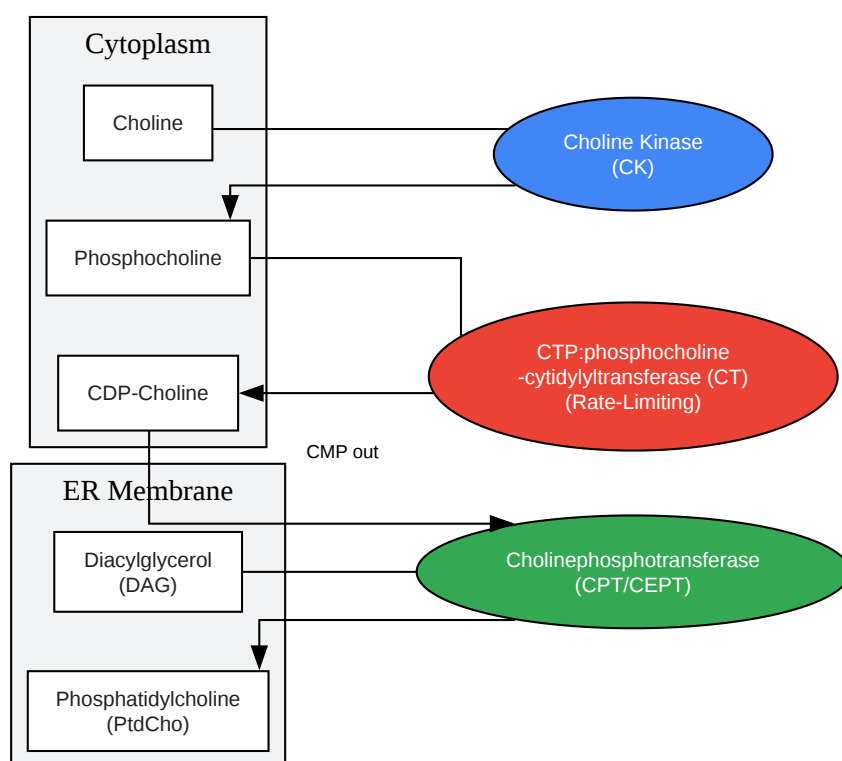 Cytoplasm
Choline
Choline Kinase
(CK)
Phosphocholine
CTP:phosphocholine
-cytidylyltransferase (CT)
(Rate-Limiting)
CDP-Choline
CMP out
ER Membrane
Diacylglycerol
(DAG)
Cholinephosphotransferase
(CPT/CEPT)
Phosphatidylcholine
(PtdCho)